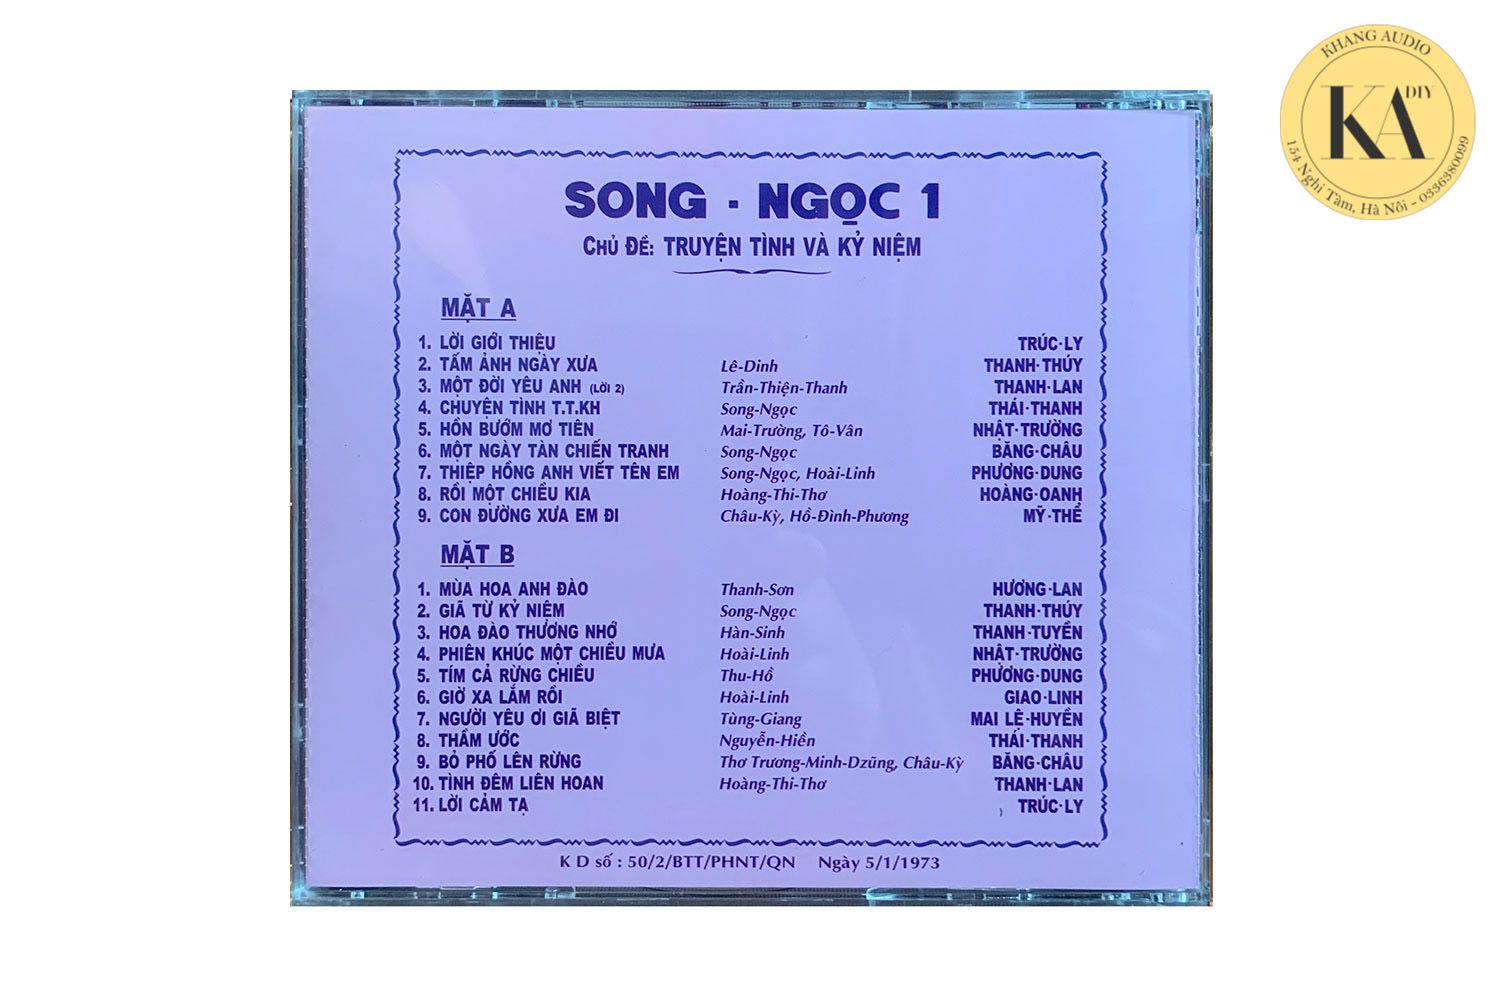 KHANG AUDIO
KA DIY
154 Nghi Tàm, Hà Nôi - 0336380099
SONG - NGỌC 1
CHỦ ĐỀ: TRUYỆN TÌNH VÀ KỶ NIỆM
MẶT A
1. LỜI GIỚI THIỆU TRÚC-LY
2. TẤM ẢNH NGÀY XƯA Lê-Dinh THANH-THÚY
3. MỘT ĐỜI YÊU ANH (LỜI 2) Trần-Thiện-Thanh THANH-LAN
4. CHUYỆN TÌNH T.T.KH Song-Ngọc THÁI-THANH
5. HỒN BƯỚM MƠ TIÊN Mai-Trường, Tô-Vân NHẬT-TRƯỜNG
6. MỘT NGÀY TÀN CHIẾN TRANH Song-Ngọc BĂNG-CHÂU
7. THIỆP HỒNG ANH VIẾT TÊN EM Song-Ngọc, Hoài-Linh PHƯƠNG-DUNG
8. RỒI MỘT CHIỀU KIA Hoàng-Thi-Thơ HOÀNG-OANH
9. CON ĐƯỜNG XƯA EM ĐI Châu-Kỳ, Hồ-Đình-Phương MỸ-THỂ
MẶT B
1. MÙA HOA ANH ĐÀO Thanh-Sơn HƯƠNG-LAN
2. GIÃ TỪ KỶ NIỆM Song-Ngọc THANH-THÚY
3. HOA ĐÀO THƯƠNG NHỚ Hàn-Sinh THANH-TUYỀN
4. PHIÊN KHÚC MỘT CHIỀU MƯA Hoài-Linh NHẬT-TRƯỜNG
5. TÍM CẢ RỪNG CHIỀU Thu-Hồ PHƯƠNG-DUNG
6. GIỜ XA LẮM RỒI Hoài-Linh GIAO-LINH
7. NGƯỜI YÊU ƠI GIÃ BIỆT Tùng-Giang MAI LỆ-HUYỀN
8. THẦM ƯỚC Nguyễn-Hiền THÁI-THANH
9. BỎ PHỐ LÊN RỪNG Thơ Trương-Minh-Dzũng, Châu-Kỳ BĂNG-CHÂU
10. TÌNH ĐÊM LIÊN HOAN Hoàng-Thi-Thơ THANH-LAN
11. LỜI CẢM TẠ TRÚC-LY
K D số : 50/2/BTT/PHNT/QN Ngày 5/1/1973